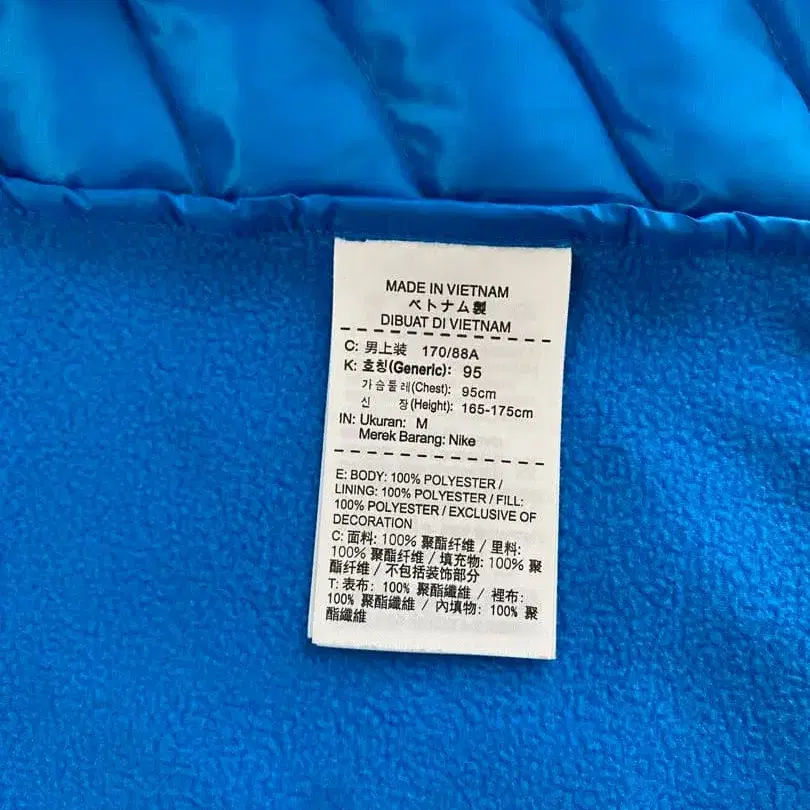 MADE IN VIETNAM
ベトナム製
DIBUAT DI VIETNAM
C: 男上装 170/88A
K: 호칭(Generic): 95
가슴둘레(Chest): 95cm
신 장(Height): 165-175cm
IN: Ukuran: M
Merek Barang: Nike
E: BODY: 100% POLYESTER /
LINING: 100% POLYESTER / FILL:
100% POLYESTER / EXCLUSIVE OF
DECORATION
C: 面料: 100% 聚酯纤维 / 里料:
100% 聚酯纤维 / 填充物: 100% 聚
酯纤维 / 不包括装饰部分
T: 表布: 100% 聚酯纖維 / 裡布:
100% 聚酯纖維 / 內填物: 100% 聚
酯纖維